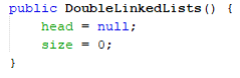 public DoubleLinkedLists() {
    head = null;
    size = 0;
}